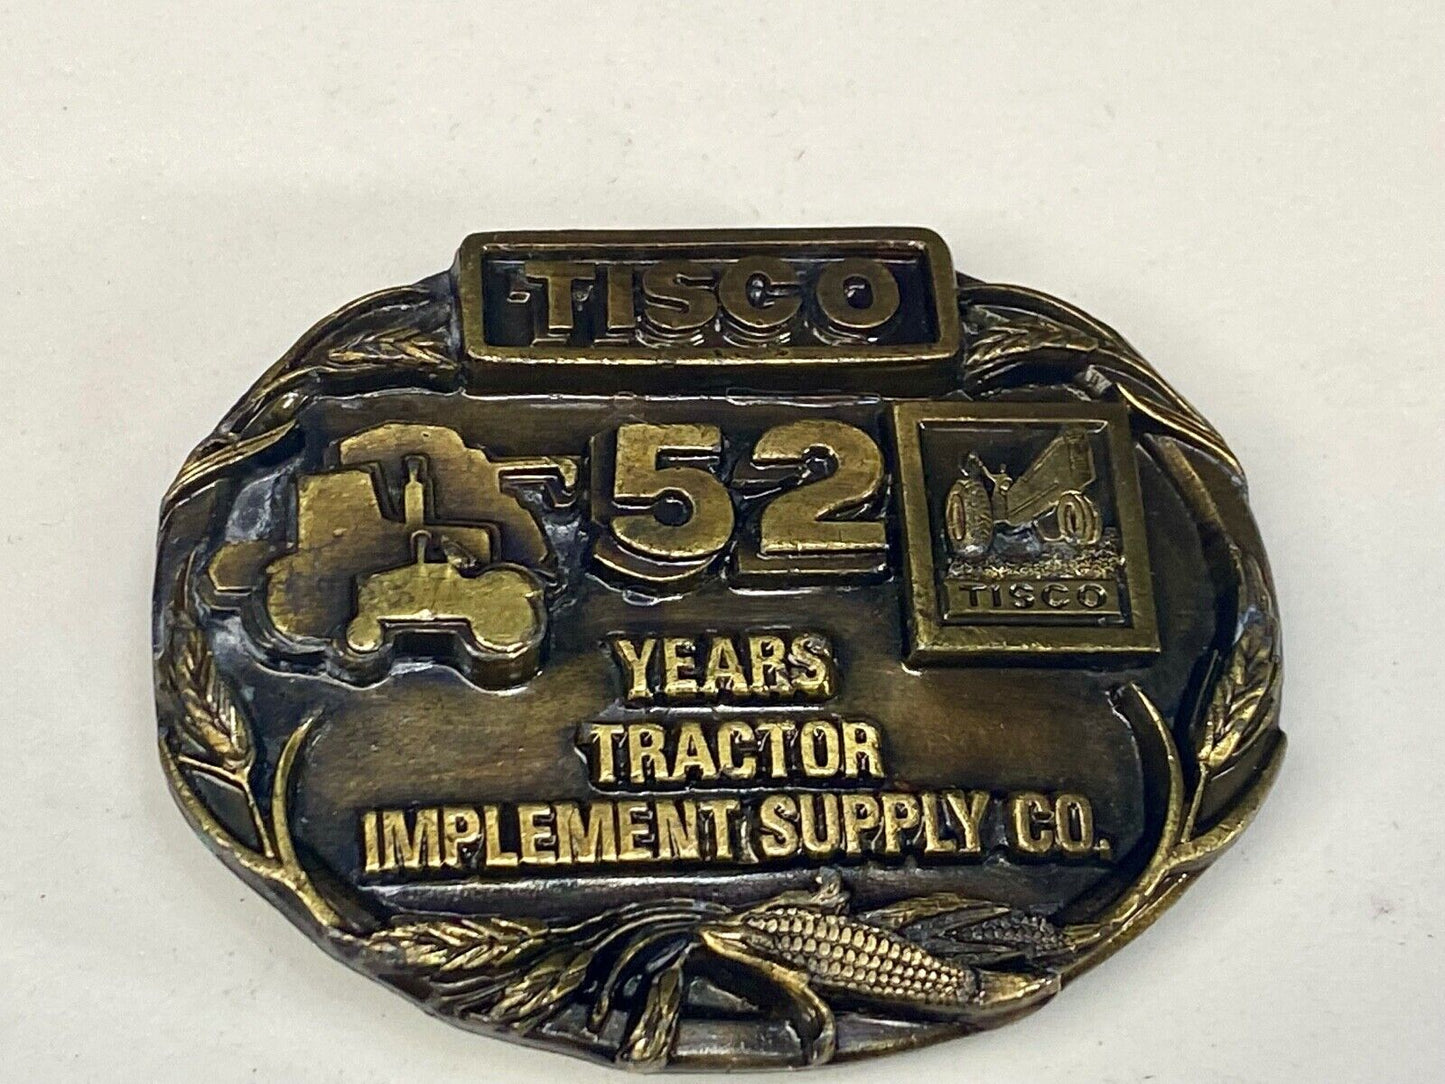 TISCO
52
TISCO
YEARS
TRACTOR
IMPLEMENT SUPPLY CO.